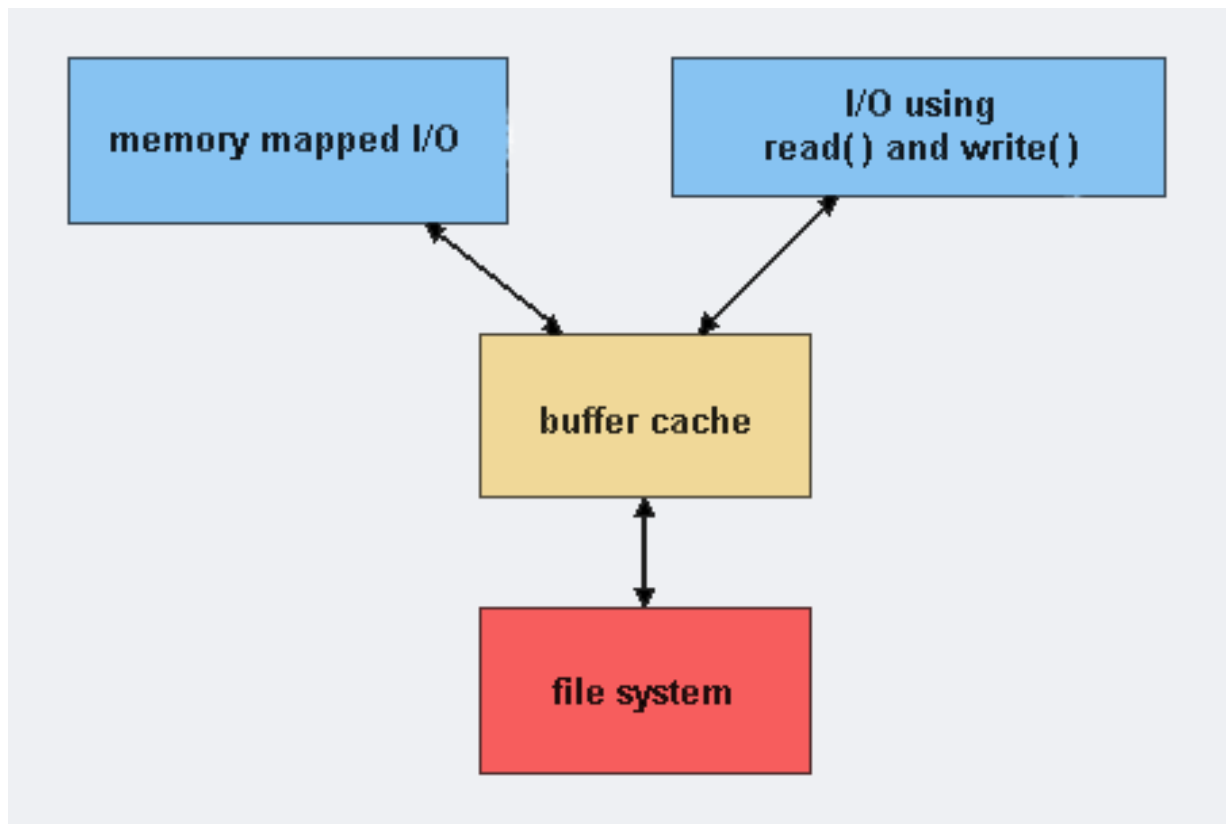 memory mapped I/O
I/O using
read( ) and write( )
buffer cache
file system